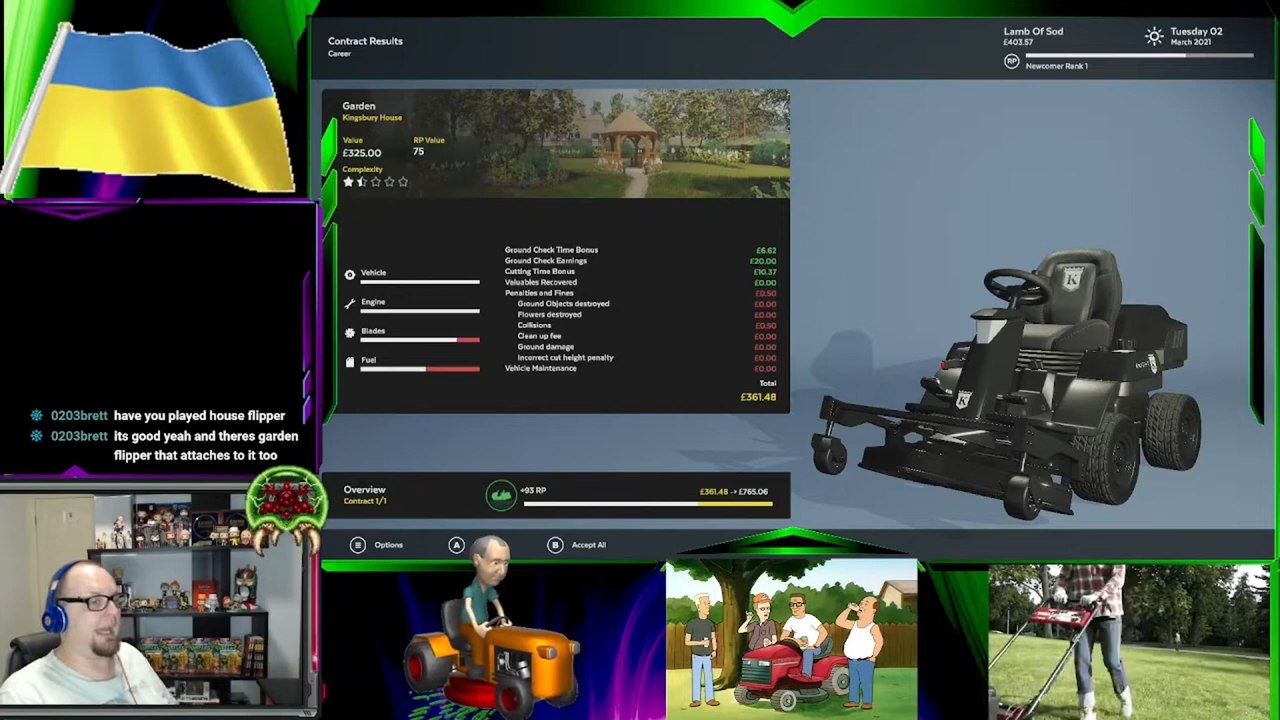 Contract Results
Career
Lamb Of Sod
£403.57
Tuesday 02
March 2021
RP
Newcomer Rank 1
Garden
Kingsbury House
Value
£325.00
RP Value
75
Complexity
Vehicle
Engine
Blades
Fuel
Ground Check Time Bonus £6.62
Ground Check Earnings £20.00
Cutting Time Bonus £10.37
Valuables Recovered £0.00
Penalties and Fines £0.50
Ground Objects destroyed £0.00
Flowers destroyed £0.00
Collisions £0.50
Clean up fee £0.00
Ground damage £0.00
Incorrect cut height penalty £0.00
Vehicle Maintenance £0.00
Total
£361.48
Overview
Contract 1/1
+93 RP
£361.48 -> £765.06
Options
A
B Accept All
K
K
0203brett have you played house flipper
0203brett its good yeah and theres garden
flipper that attaches to it too